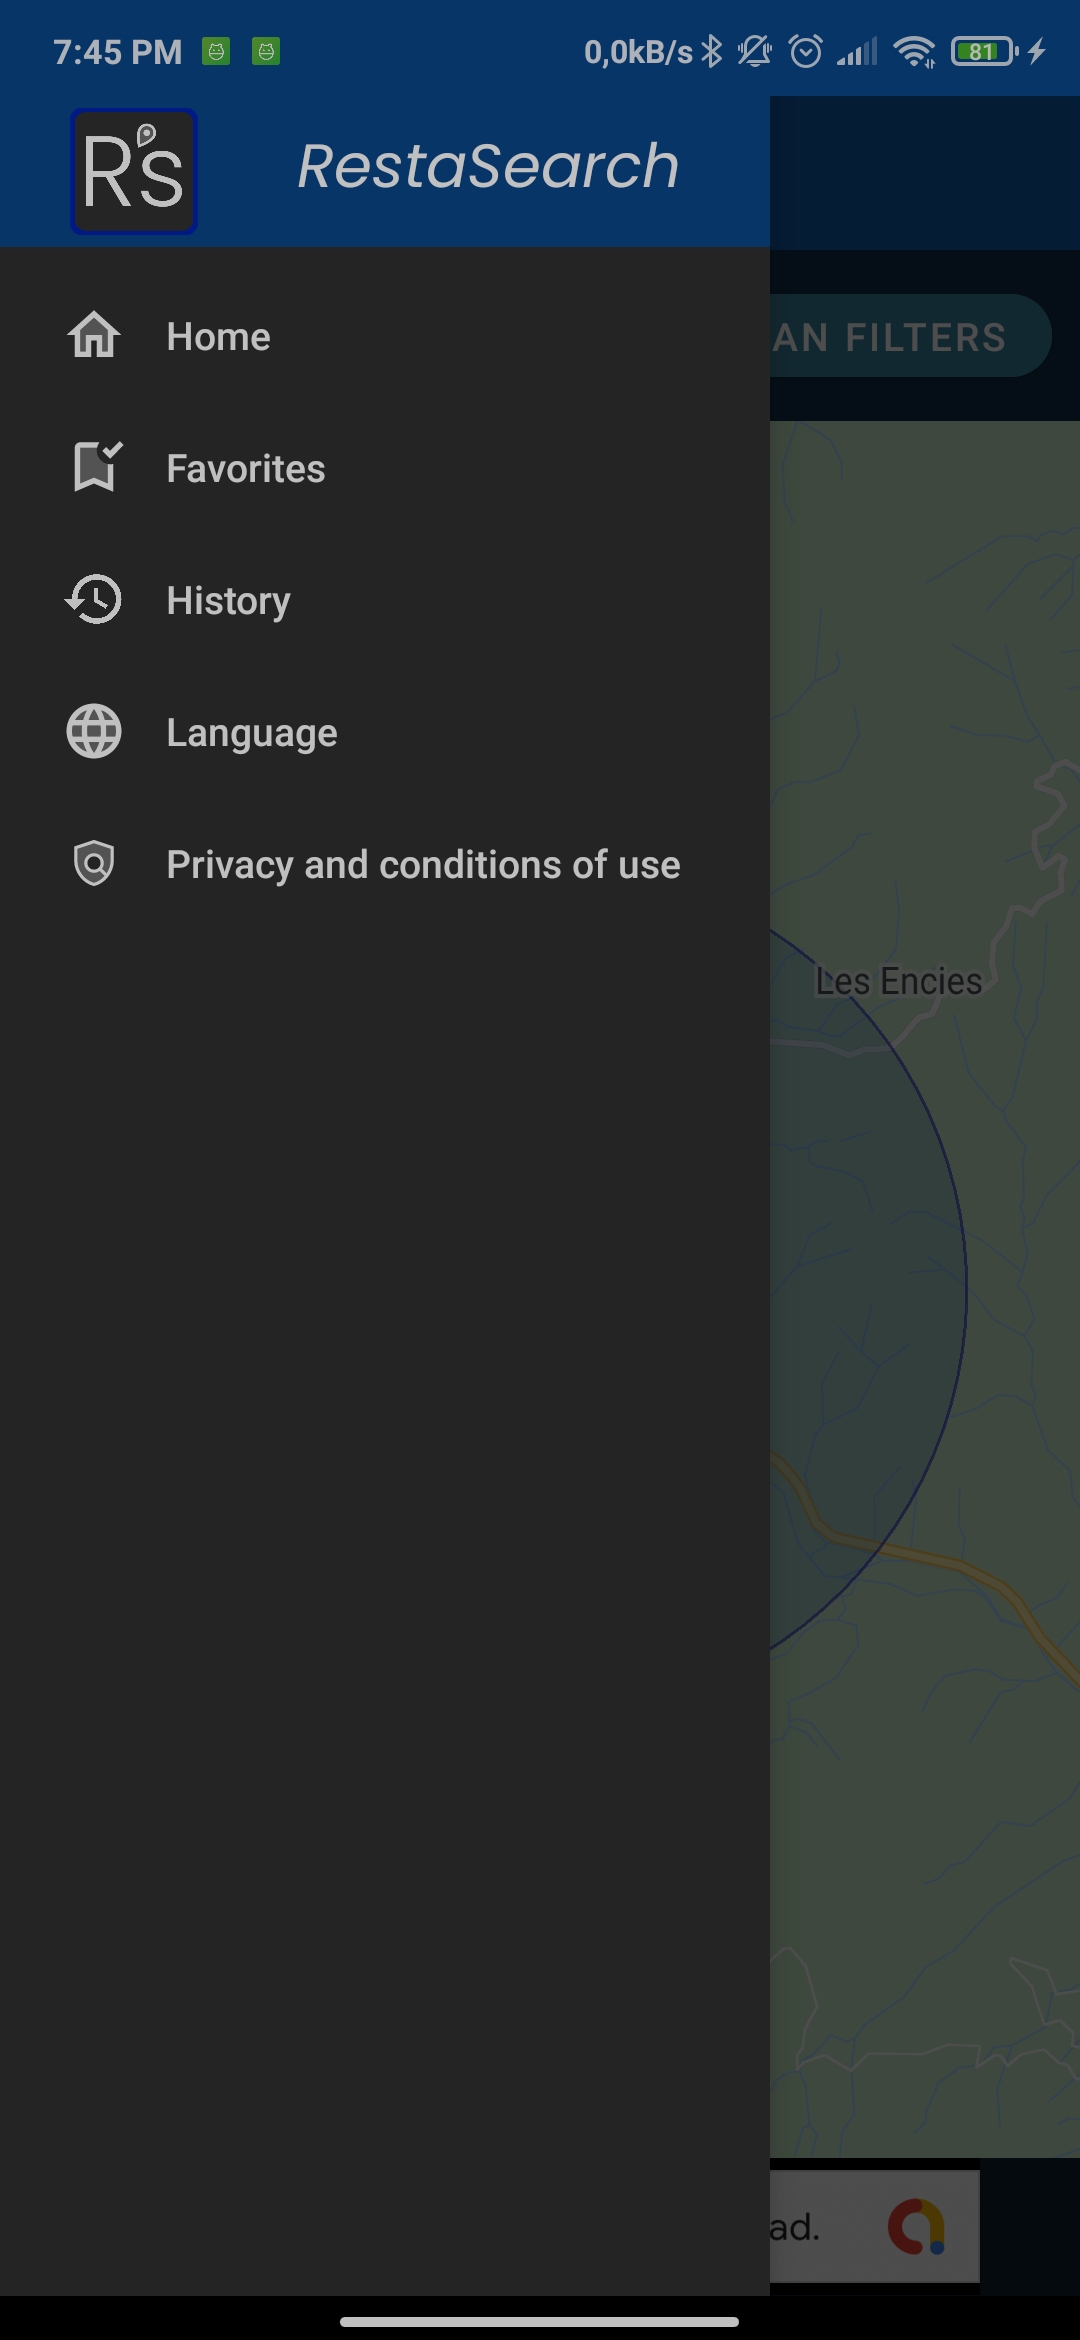 7:45 PM
0,0kB/s
81
R's
RestaSearch
Home
AN FILTERS
Favorites
History
Language
Privacy and conditions of use
Les Encies
ad.